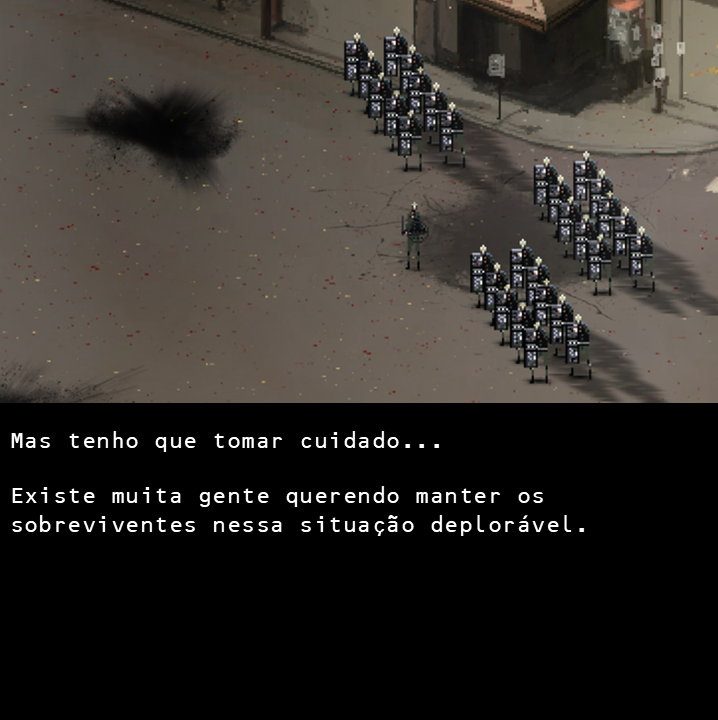 Mas tenho que tomar cuidado...
Existe muita gente querendo manter os
sobreviventes nessa situação deplorável.